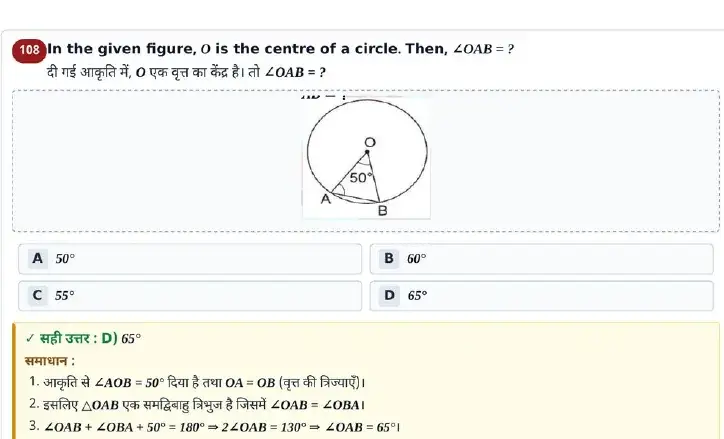 108 In the given figure, O is the centre of a circle. Then, ∠OAB = ?
दी गई आकृति में, O एक वृत्त का केंद्र है। तो ∠OAB = ?
O
50°
A
B
A 50°
B 60°
C 55°
D 65°
✓ सही उत्तर : D) 65°
समाधान :
1. आकृति से ∠AOB = 50° दिया है तथा OA = OB (वृत्त की त्रिज्याएँ)।
2. इसलिए △OAB एक समद्विबाहु त्रिभुज है जिसमें ∠OAB = ∠OBA।
3. ∠OAB + ∠OBA + 50° = 180° ⇒ 2∠OAB = 130° ⇒ ∠OAB = 65°।